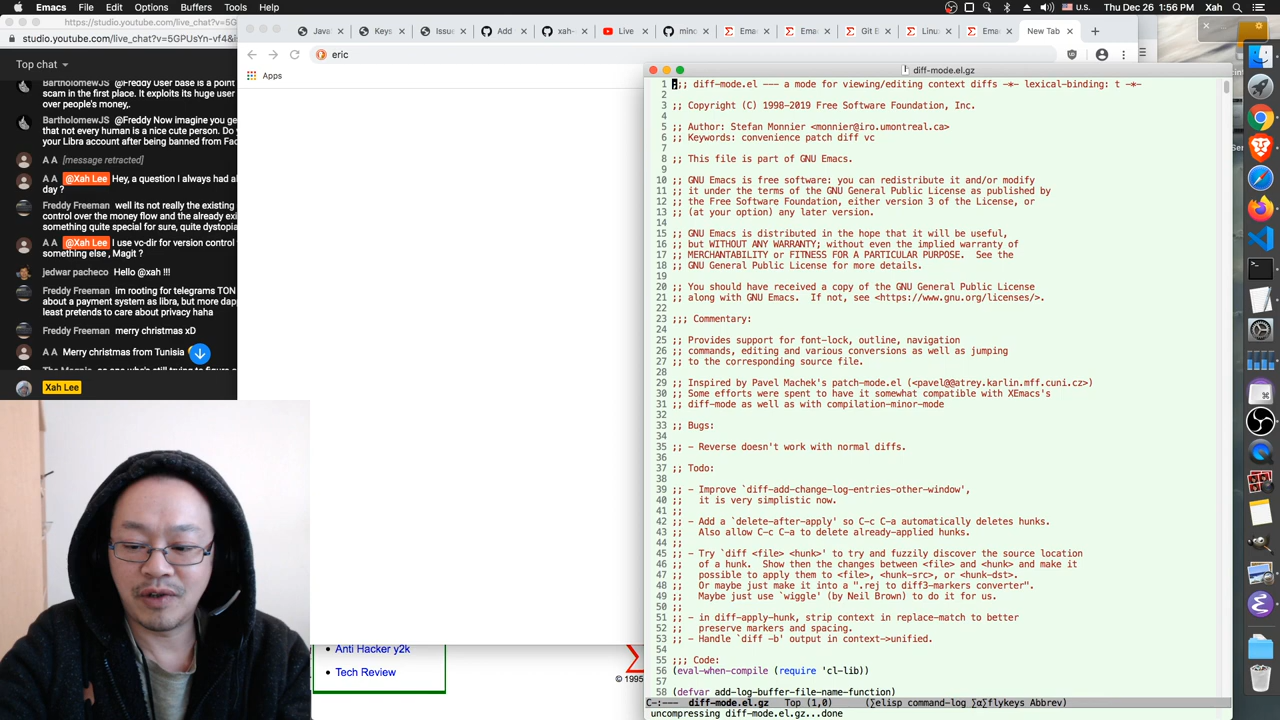 Emacs File Edit Options Buffers Tools Development Help U.S. Thu Dec 26 1:56 PM Xah
https://studio.youtube.com/live_chat?v=5G
studio.youtube.com/live_chat?v=5GPUsYn-vf4&is
Top chat
BartholomewJS @Freddy User base is a point
scam in the first place. It exploits its huge user
over people's money,.
BartholomewJS @Freddy Now imagine you ge
that not every human is a nice cute person. Do
your Libra account after being banned from Fac
A A [message retracted]
A A @Xah Lee Hey, a question I always had al
day ?
Freddy Freeman well its not really the existing
control over the money flow and the already exi
something quite special for sure, quite dystopia
A A @Xah Lee I use vc-dir for version control
something else , Magit ?
jedwar pacheco Hello @xah !!!
Freddy Freeman im rooting for telegrams TON
about a payment system as libra, but more dap
least pretends to care about privacy haha
Freddy Freeman merry christmas xD
A A Merry christmas from Tunisia
Xah Lee
Java Keys Issue Add xah- Live mino Ema Ema Git B Linu Ema New Tab
eric
Apps
Anti Hacker y2k
Tech Review
© 1995
diff-mode.el.gz
1 ;;; diff-mode.el --- a mode for viewing/editing context diffs -*- lexical-binding: t -*-
2
3 ;; Copyright (C) 1998-2019 Free Software Foundation, Inc.
4
5 ;; Author: Stefan Monnier <monnier@iro.umontreal.ca>
6 ;; Keywords: convenience patch diff vc
7
8 ;; This file is part of GNU Emacs.
9
10 ;; GNU Emacs is free software: you can redistribute it and/or modify
11 ;; it under the terms of the GNU General Public License as published by
12 ;; the Free Software Foundation, either version 3 of the License, or
13 ;; (at your option) any later version.
14
15 ;; GNU Emacs is distributed in the hope that it will be useful,
16 ;; but WITHOUT ANY WARRANTY; without even the implied warranty of
17 ;; MERCHANTABILITY or FITNESS FOR A PARTICULAR PURPOSE.  See the
18 ;; GNU General Public License for more details.
19
20 ;; You should have received a copy of the GNU General Public License
21 ;; along with GNU Emacs.  If not, see <https://www.gnu.org/licenses/>.
22
23 ;;; Commentary:
24
25 ;; Provides support for font-lock, outline, navigation
26 ;; commands, editing and various conversions as well as jumping
27 ;; to the corresponding source file.
28
29 ;; Inspired by Pavel Machek's patch-mode.el (<pavel@@atrey.karlin.mff.cuni.cz>)
30 ;; Some efforts were spent to have it somewhat compatible with XEmacs's
31 ;; diff-mode as well as with compilation-minor-mode
32
33 ;; Bugs:
34
35 ;; - Reverse doesn't work with normal diffs.
36
37 ;; Todo:
38
39 ;; - Improve `diff-add-change-log-entries-other-window',
40 ;;   it is very simplistic now.
41 ;;
42 ;; - Add a `delete-after-apply' so C-c C-a automatically deletes hunks.
43 ;;   Also allow C-c C-a to delete already-applied hunks.
44 ;;
45 ;; - Try `diff <file> <hunk>' to try and fuzzily discover the source location
46 ;;   of a hunk.  Show then the changes between <file> and <hunk> and make it
47 ;;   possible to apply them to <file>, <hunk-src>, or <hunk-dst>.
48 ;;   Or maybe just make it into a ".rej to diff3-markers converter".
49 ;;   Maybe just use `wiggle' (by Neil Brown) to do it for us.
50 ;;
51 ;; - in diff-apply-hunk, strip context in replace-match to better
52 ;;   preserve markers and spacing.
53 ;; - Handle `diff -b' output in context->unified.
54
55 ;;; Code:
56 (eval-when-compile (require 'cl-lib))
57
58 (defvar add-log-buffer-file-name-function)
C-:--- diff-mode.el.gz Top (1,0) (∑elisp command-log ∑α∑flykeys Abbrev)
uncompressing diff-mode.el.gz...done